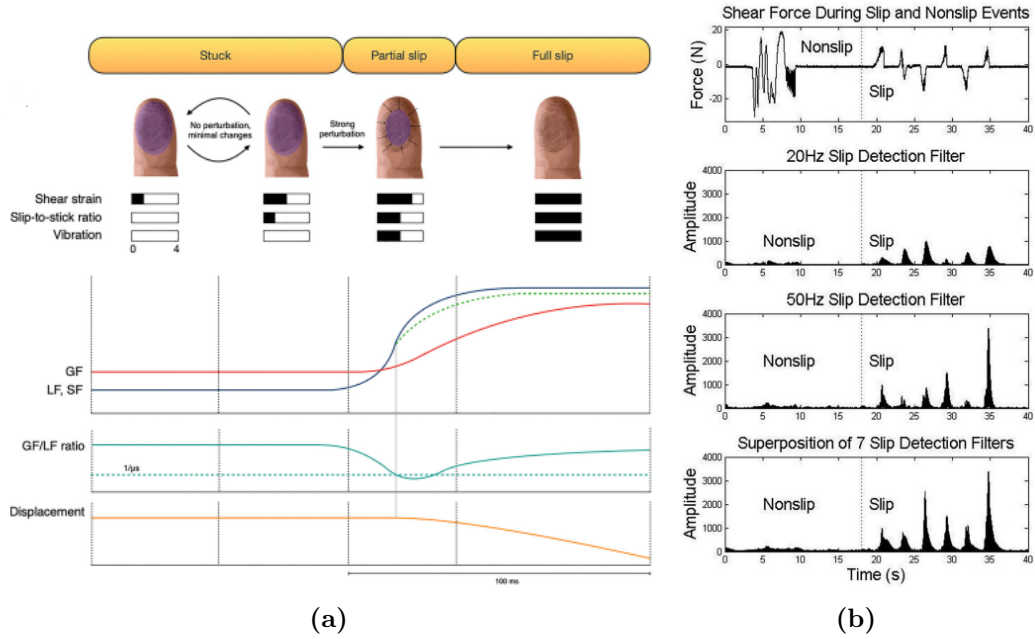 Stuck
Partial slip
Full slip
No perturbation,
minimal changes
Strong
perturbation
Shear strain
Slip-to-stick ratio
Vibration
0 4
GF
LF, SF
GF/LF ratio
1/μs
Displacement
100 ms
(a)
Shear Force During Slip and Nonslip Events
Force (N)
20
0
-20
Nonslip
Slip
0 5 10 15 20 25 30 35 40
20Hz Slip Detection Filter
Amplitude
4000
3000
2000
1000
0
Nonslip
Slip
0 5 10 15 20 25 30 35 40
50Hz Slip Detection Filter
Amplitude
4000
3000
2000
1000
0
Nonslip
Slip
0 5 10 15 20 25 30 35 40
Superposition of 7 Slip Detection Filters
Amplitude
4000
3000
2000
1000
0
Nonslip
Slip
0 5 10 15 20 25 30 35 40
Time (s)
(b)